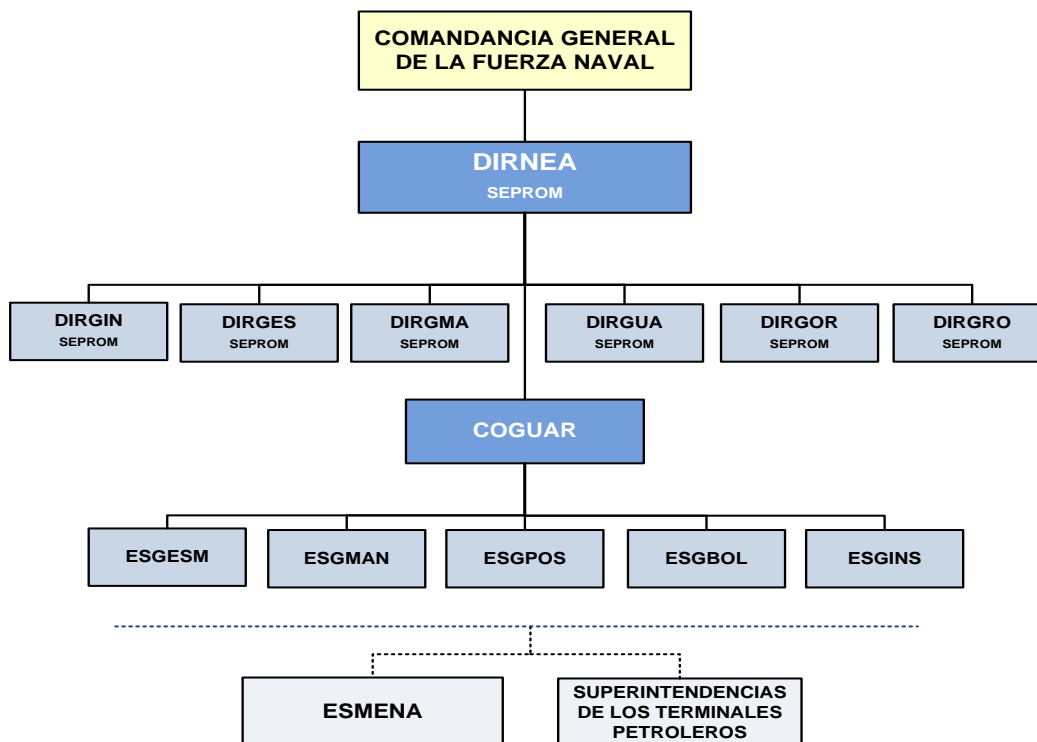 COMANDANCIA GENERAL
DE LA FUERZA NAVAL
DIRNEA
SEPROM
DIRGIN
SEPROM
DIRGES
SEPROM
DIRGMA
SEPROM
DIRGUA
SEPROM
DIRGOR
SEPROM
DIRGRO
SEPROM
COGUAR
ESGESM
ESGMAN
ESGPOS
ESGBOL
ESGINS
ESMENA
SUPERINTENDENCIAS
DE LOS TERMINALES
PETROLEROS